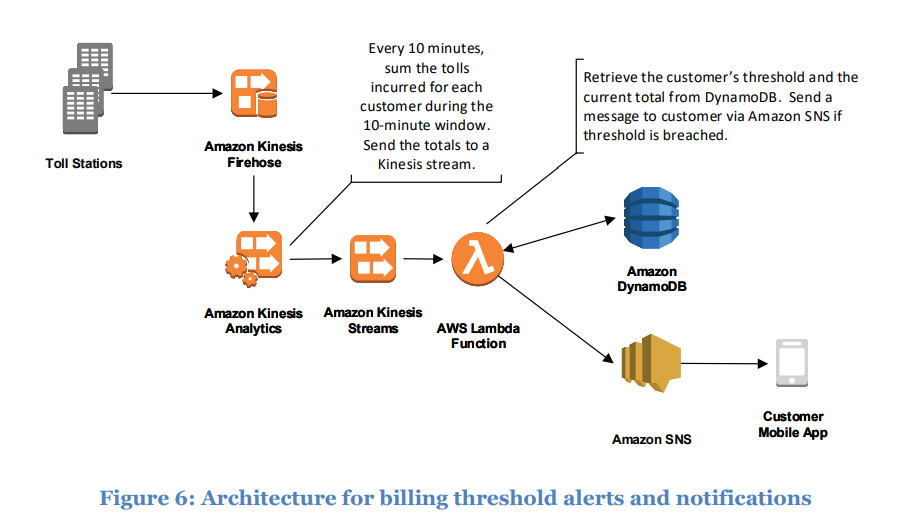 Every 10 minutes,
sum the tolls
incurred for each
customer during the
10-minute window.
Send the totals to a
Kinesis stream.
Retrieve the customer's threshold and the
current total from DynamoDB.  Send a
message to customer via Amazon SNS if
threshold is breached.
Toll Stations
Amazon Kinesis
Firehose
Amazon Kinesis
Analytics
Amazon Kinesis
Streams
AWS Lambda
Function
Amazon
DynamoDB
Amazon SNS
Customer
Mobile App
Figure 6: Architecture for billing threshold alerts and notifications